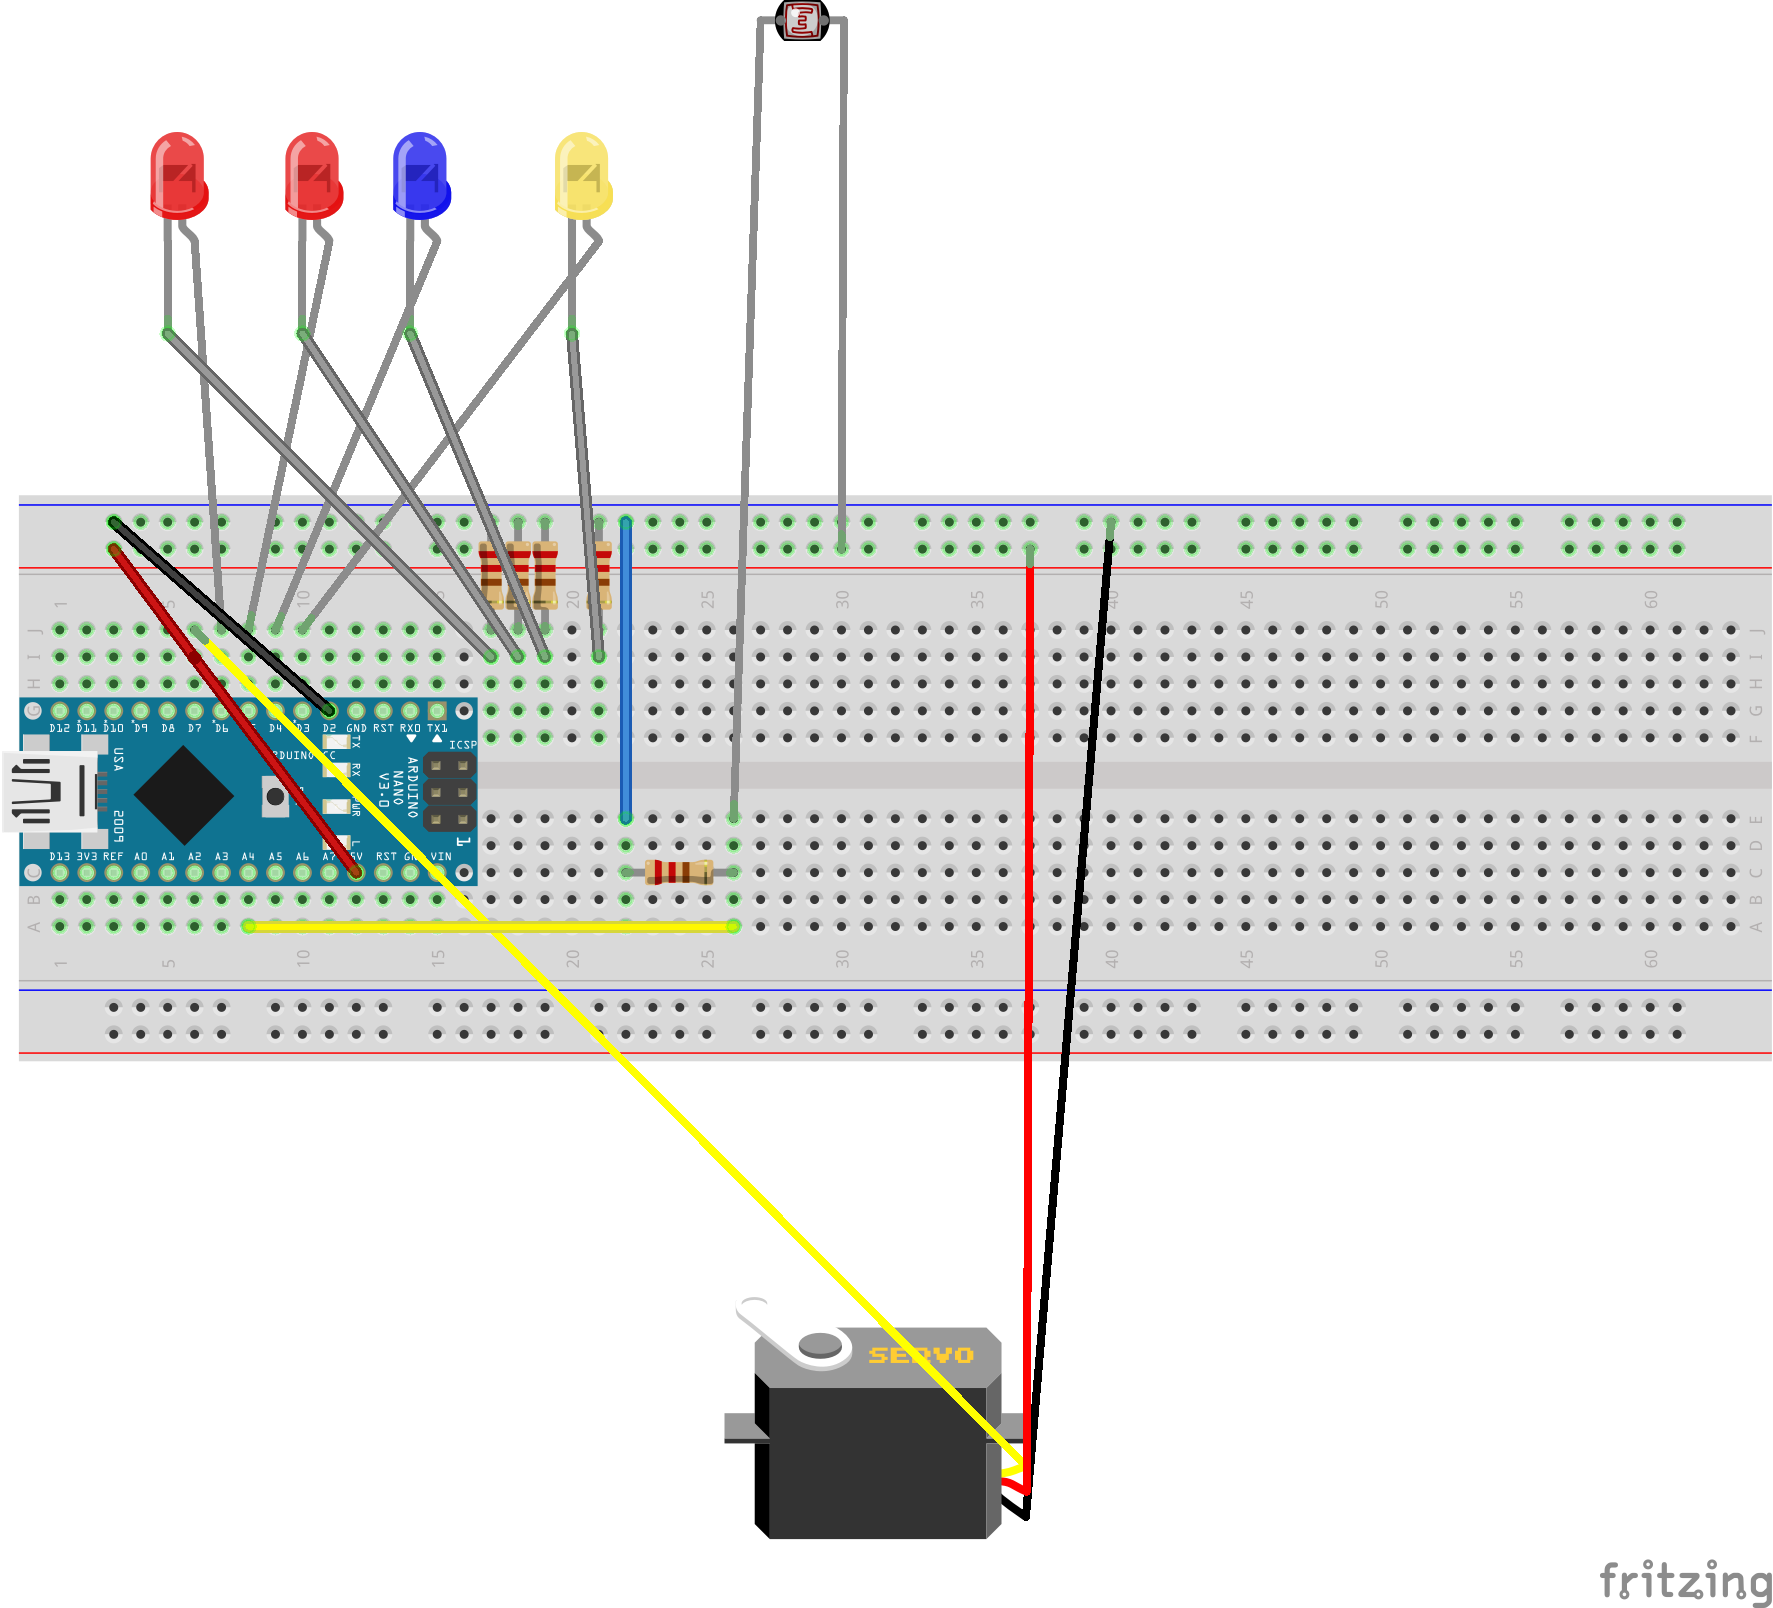 1 5 10 15 20 25 30 35 40 45 50 55 60
J J
I I
H H
G G
F
D12 D11 D10 D9 D8 D7 D6 D5 D4 D3 D2 GND RST RX0 TX1
ICSP
TX
RX
PWR
L
USA
2009
ARDUINO.CC
ARDUINO
NANO
V3.0
1
E
D
D13 3V3 REF A0 A1 A2 A3 A4 A5 A6 A7 5V RST GND VIN
C C
B B
A A
1 5 10 15 20 25 30 35 40 45 50 55 60
SERVO
fritzing